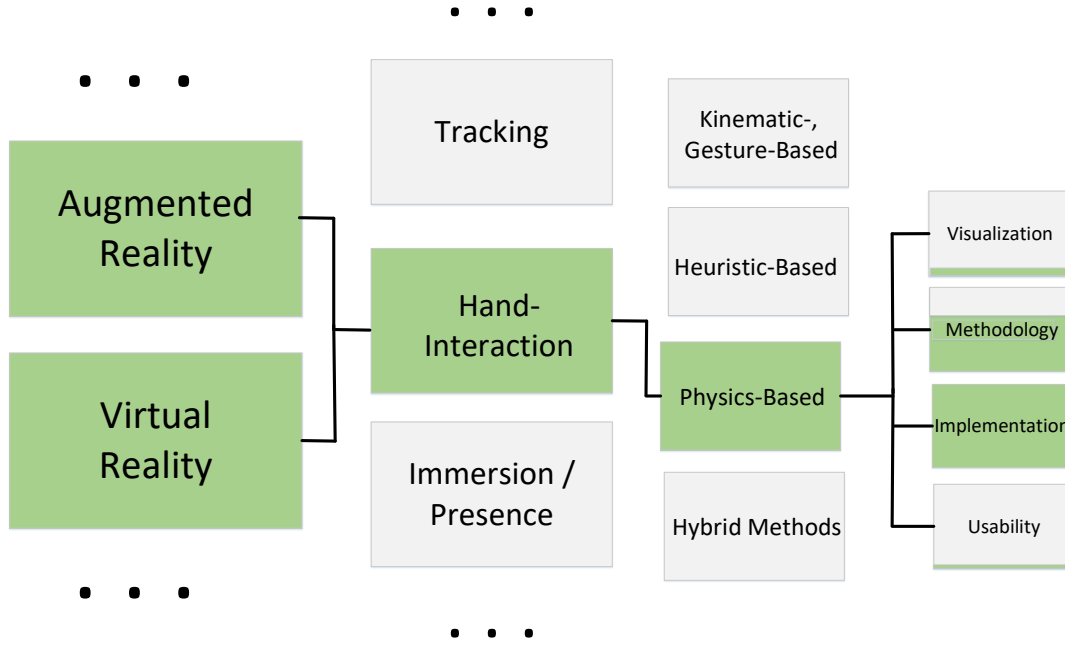 . . .
. . .
Augmented
Reality
Virtual
Reality
. . .
Tracking
Hand-
Interaction
Immersion /
Presence
. . .
Kinematic-,
Gesture-Based
Heuristic-Based
Physics-Based
Hybrid Methods
Visualization
Methodology
Implementation
Usability